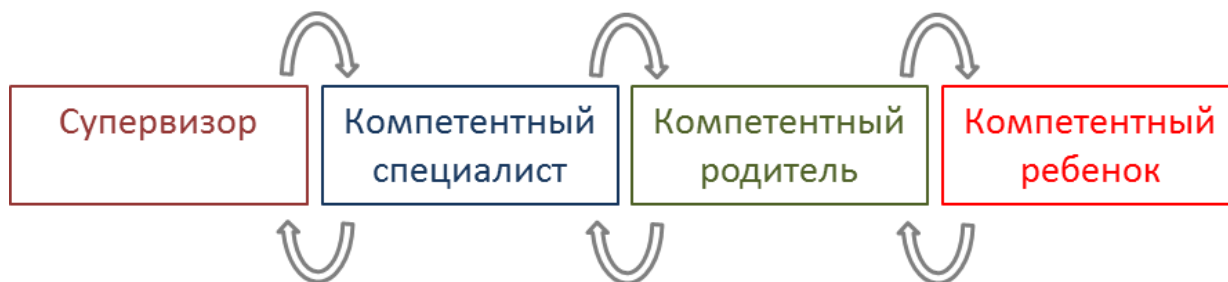 Супервизор
Компетентный
специалист
Компетентный
родитель
Компетентный
ребенок